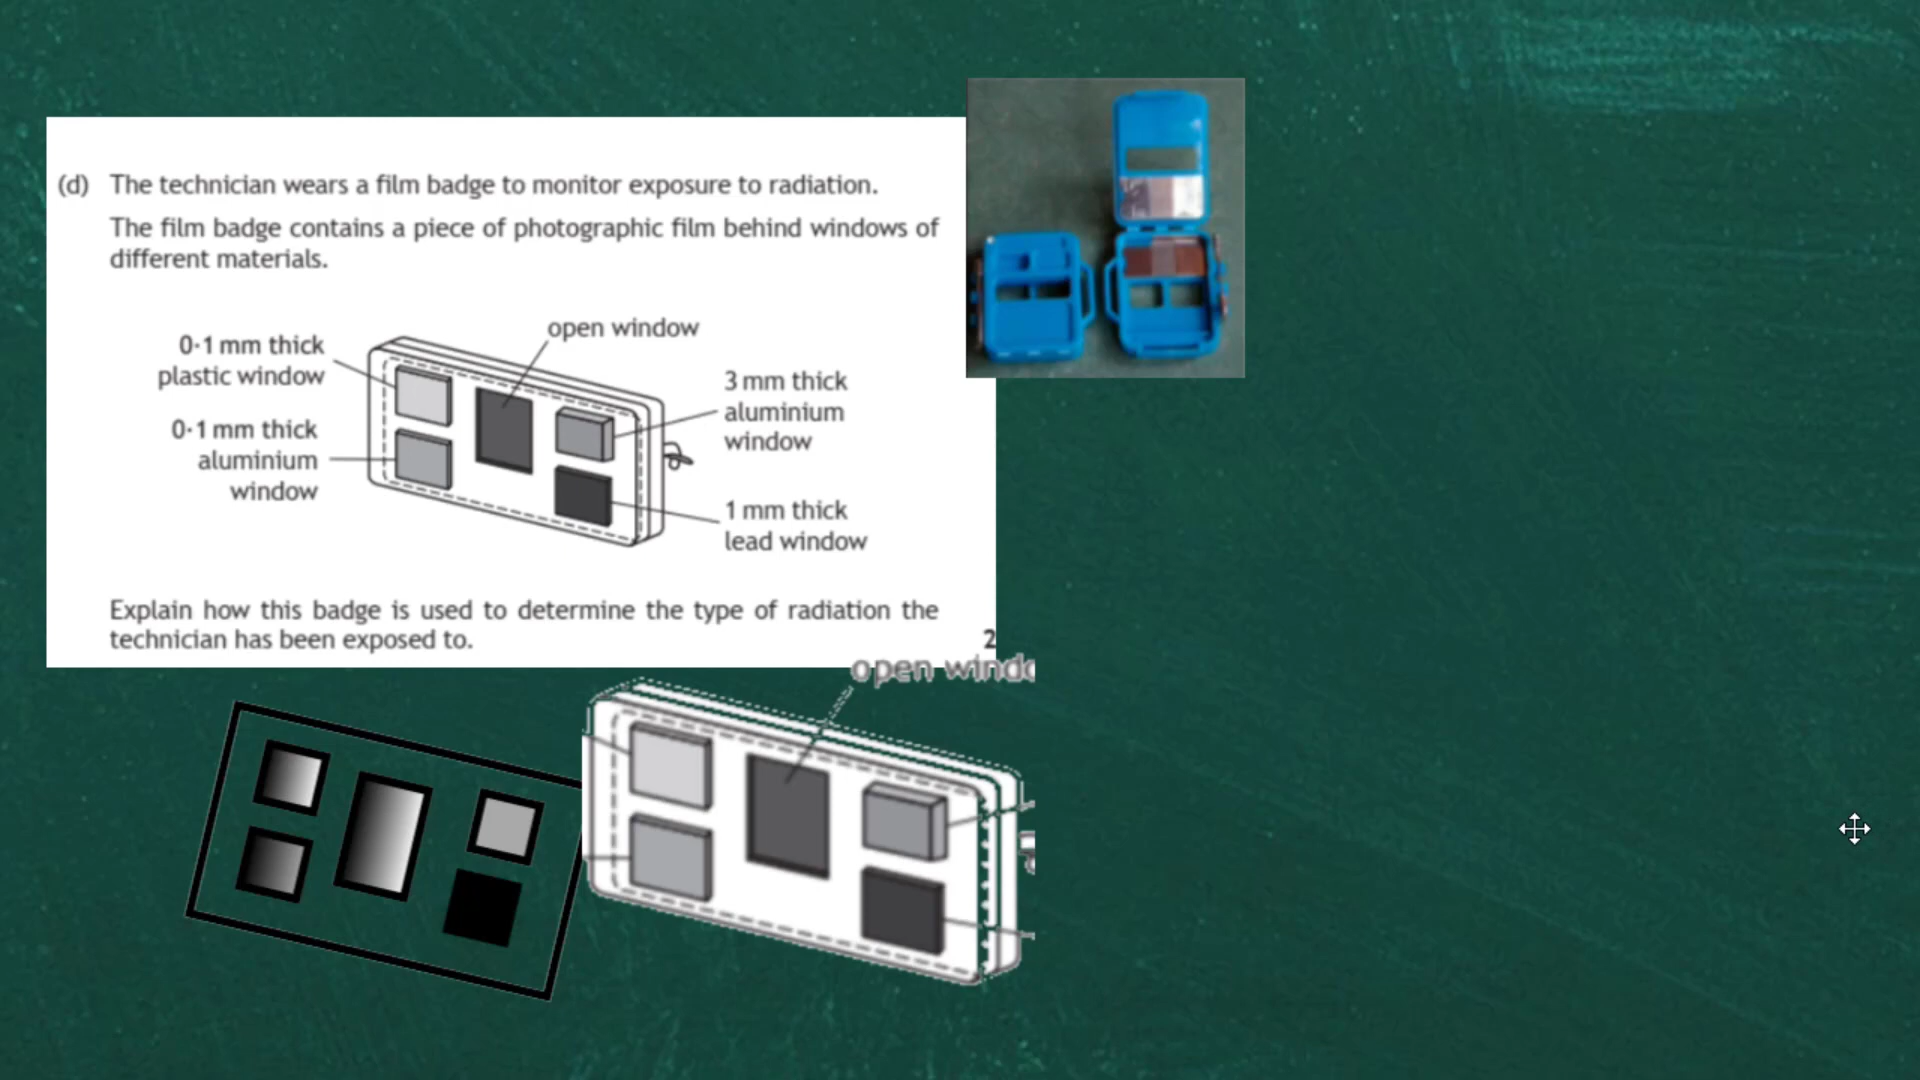 (d) The technician wears a film badge to monitor exposure to radiation.
The film badge contains a piece of photographic film behind windows of
different materials.
open window
0·1 mm thick
plastic window
3 mm thick
aluminium
window
0·1 mm thick
aluminium
window
1 mm thick
lead window
Explain how this badge is used to determine the type of radiation the
technician has been exposed to.
2
open windo